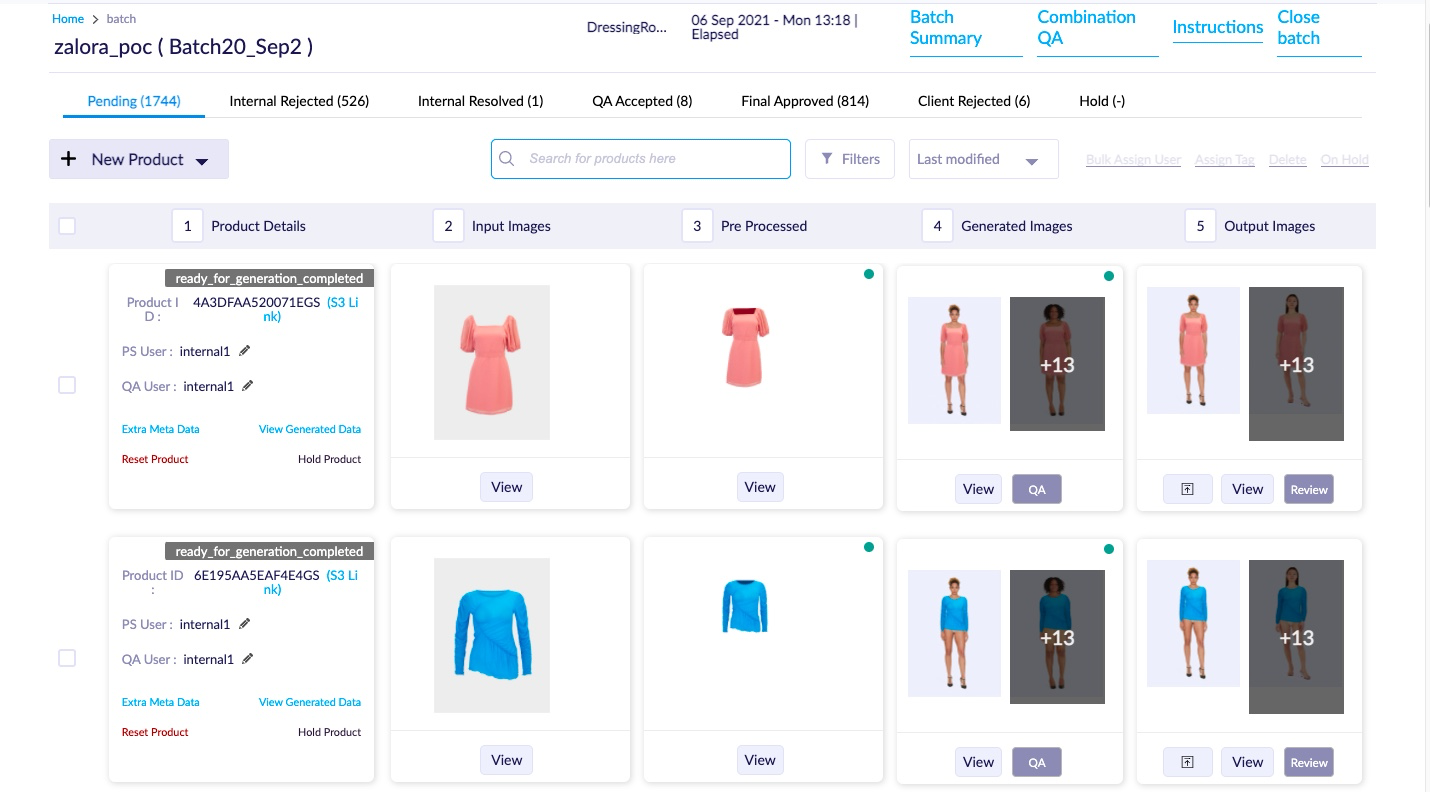 Home > batch
zalora_poc ( Batch20_Sep2 )
DressingRo...
06 Sep 2021 - Mon 13:18 |
Elapsed
Batch
Summary
Combination
QA
Instructions
Close
batch
Pending (1744)
Internal Rejected (526)
Internal Resolved (1)
QA Accepted (8)
Final Approved (814)
Client Rejected (6)
Hold (-)
+ New Product
Search for products here
Filters
Last modified
Bulk Assign User
Assign Tag
Delete
On Hold
1 Product Details
2 Input Images
3 Pre Processed
4 Generated Images
5 Output Images
ready_for_generation_completed
Product I
D :
4A3DFAA520071EGS (S3 Li
nk)
PS User : internal1
QA User : internal1
Extra Meta Data
View Generated Data
Reset Product
Hold Product
View
View
+13
View
QA
+13
View
Review
ready_for_generation_completed
Product ID
:
6E195AA5EAF4E4GS (S3 Li
nk)
PS User : internal1
QA User : internal1
Extra Meta Data
View Generated Data
Reset Product
Hold Product
View
View
+13
View
QA
+13
View
Review